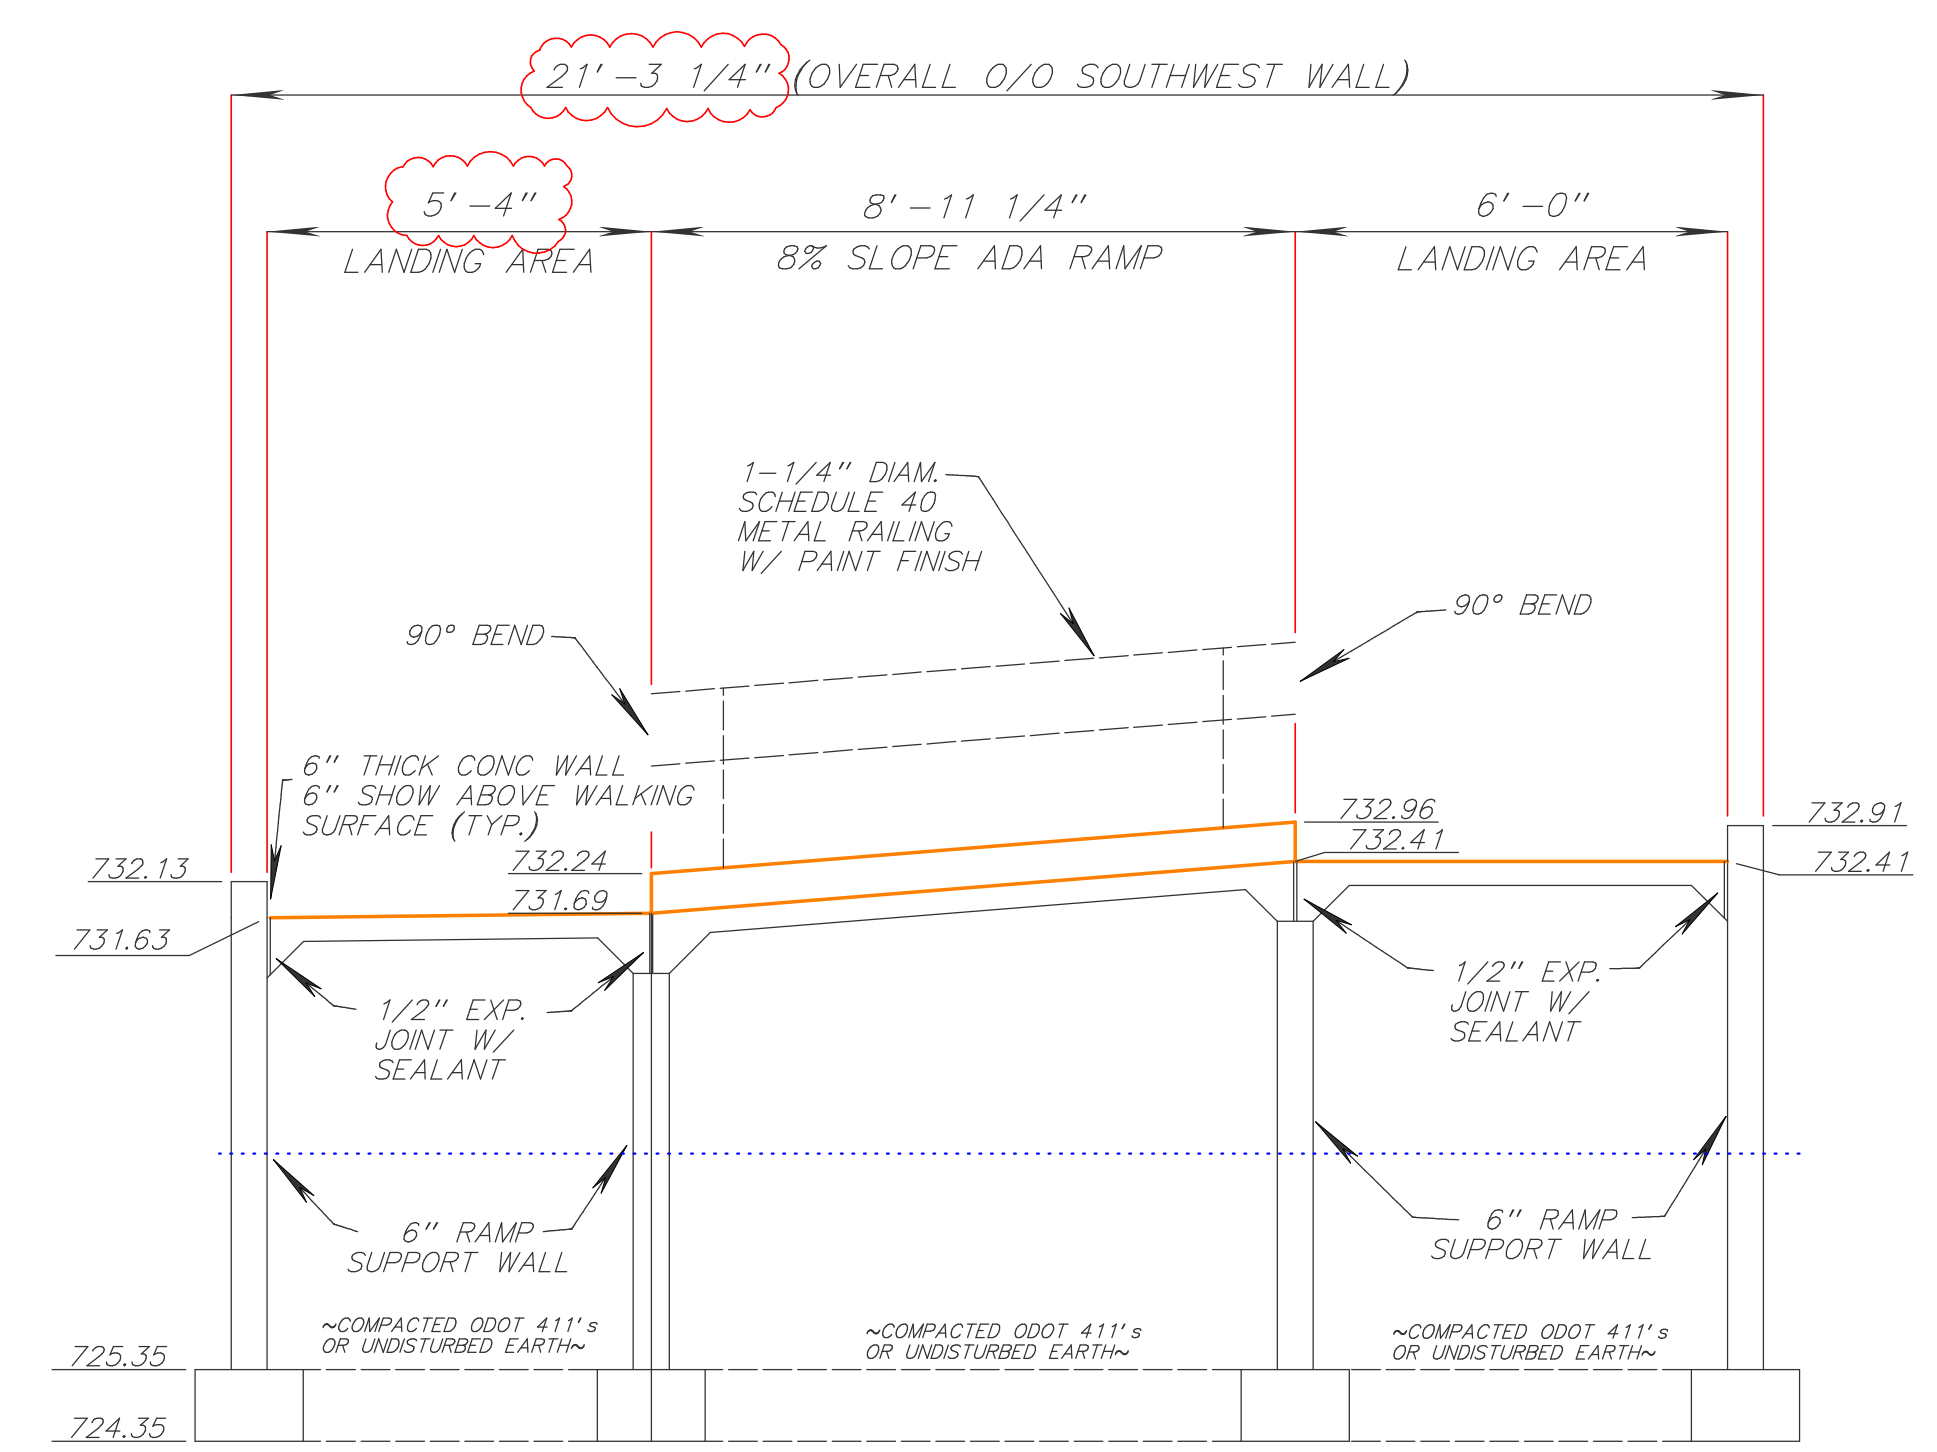 21'-3 1/4" (OVERALL O/O SOUTHWEST WALL)
5'-4"
8'-11 1/4"
6'-0"
LANDING AREA
8% SLOPE ADA RAMP
LANDING AREA
1-1/4" DIAM.
SCHEDULE 40
METAL RAILING
W/ PAINT FINISH
90° BEND
90° BEND
6" THICK CONC WALL
6" SHOW ABOVE WALKING
SURFACE (TYP.)
732.13
732.24
731.69
731.63
732.96
732.41
732.91
732.41
1/2" EXP.
JOINT W/
SEALANT
1/2" EXP.
JOINT W/
SEALANT
6" RAMP
SUPPORT WALL
6" RAMP
SUPPORT WALL
~COMPACTED ODOT 411's
OR UNDISTURBED EARTH~
~COMPACTED ODOT 411's
OR UNDISTURBED EARTH~
~COMPACTED ODOT 411's
OR UNDISTURBED EARTH~
725.35
724.35